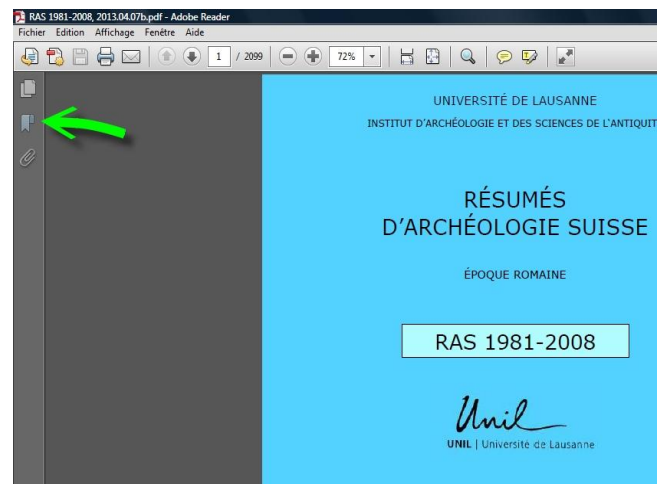 RAS 1981-2008, 2013.04.07b.pdf - Adobe Reader
Fichier Edition Affichage Fenêtre Aide
1 / 2099 72%
UNIVERSITÉ DE LAUSANNE
INSTITUT D'ARCHÉOLOGIE ET DES SCIENCES DE L'ANTIQUIT
RÉSUMÉS
D'ARCHÉOLOGIE SUISSE
ÉPOQUE ROMAINE
RAS 1981-2008
Unil
UNIL | Université de Lausanne